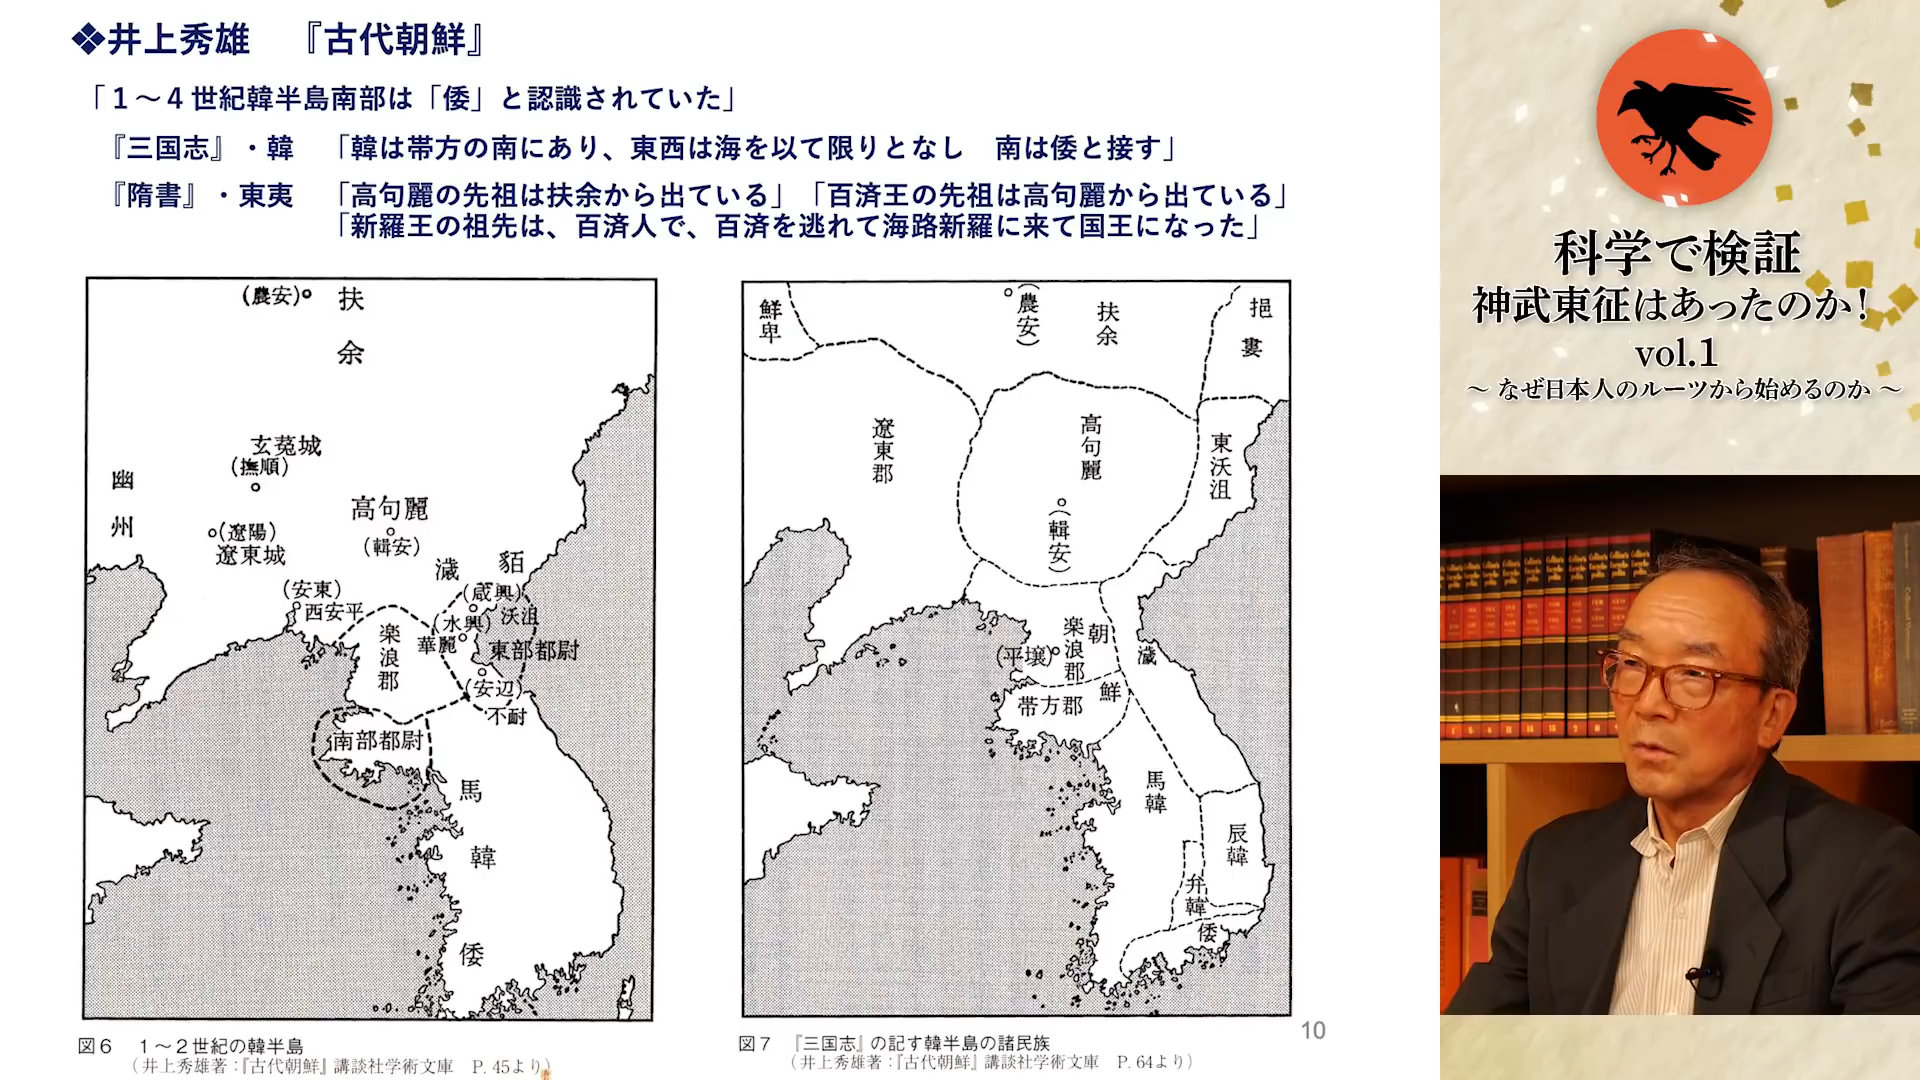 ❖井上秀雄　『古代朝鮮』
「１～４世紀韓半島南部は「倭」と認識されていた」
『三国志』・韓　「韓は帯方の南にあり、東西は海を以て限りとなし　南は倭と接す」
『隋書』・東夷　「高句麗の先祖は扶余から出ている」「百済王の先祖は高句麗から出ている」
「新羅王の祖先は、百済人で、百済を逃れて海路新羅に来て国王になった」
(農安)
扶余
玄菟城
(撫順)
幽州
(遼陽)
遼東城
高句麗
(輯安)
濊
貊
(安東)
西安平
(咸興)
沃沮
(永興)
華麗
楽浪郡
東部都尉
(安辺)
不耐
南部都尉
馬韓
倭
図６　１～２世紀の韓半島
（井上秀雄著：『古代朝鮮』講談社学術文庫　P. 45より）
鮮卑
(農安)
扶余
挹婁
遼東郡
高句麗
(輯安)
東沃沮
楽浪郡
朝鮮
(平壌)
濊
帯方郡
馬韓
辰韓
弁韓
倭
図７　『三国志』の記す韓半島の諸民族
（井上秀雄著：『古代朝鮮』講談社学術文庫　P. 64より）
10
科学で検証
神武東征はあったのか！
vol.1
～ なぜ日本人のルーツから始めるのか ～